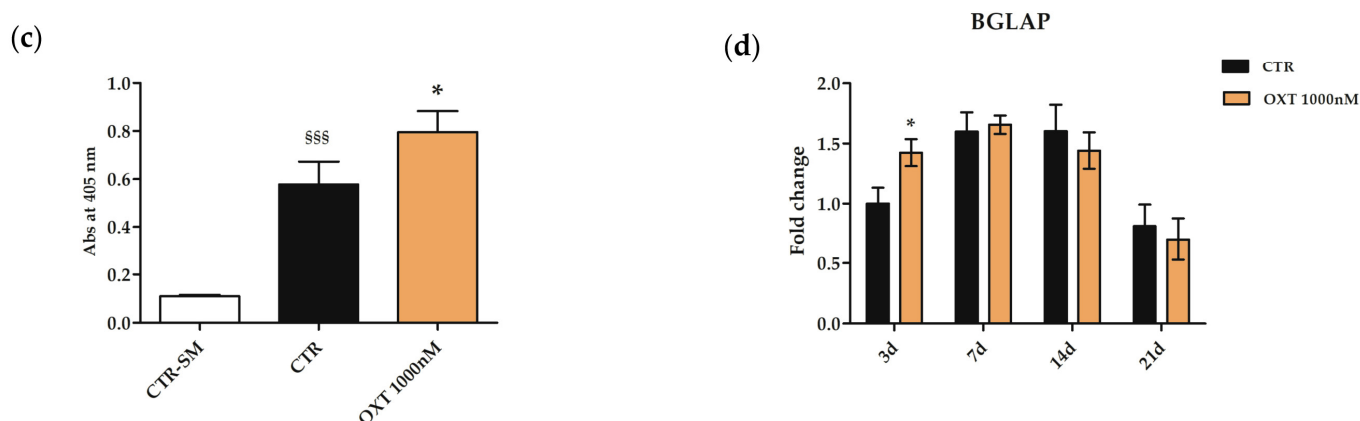 (c)
Abs at 405 nm
1.0
0.8
0.6
0.4
0.2
0.0
§§§
*
CTR-SM
CTR
OXT 1000nM
(d)
BGLAP
CTR
OXT 1000nM
Fold change
2.0
1.5
1.0
0.5
0.0
*
3d
7d
14d
21d